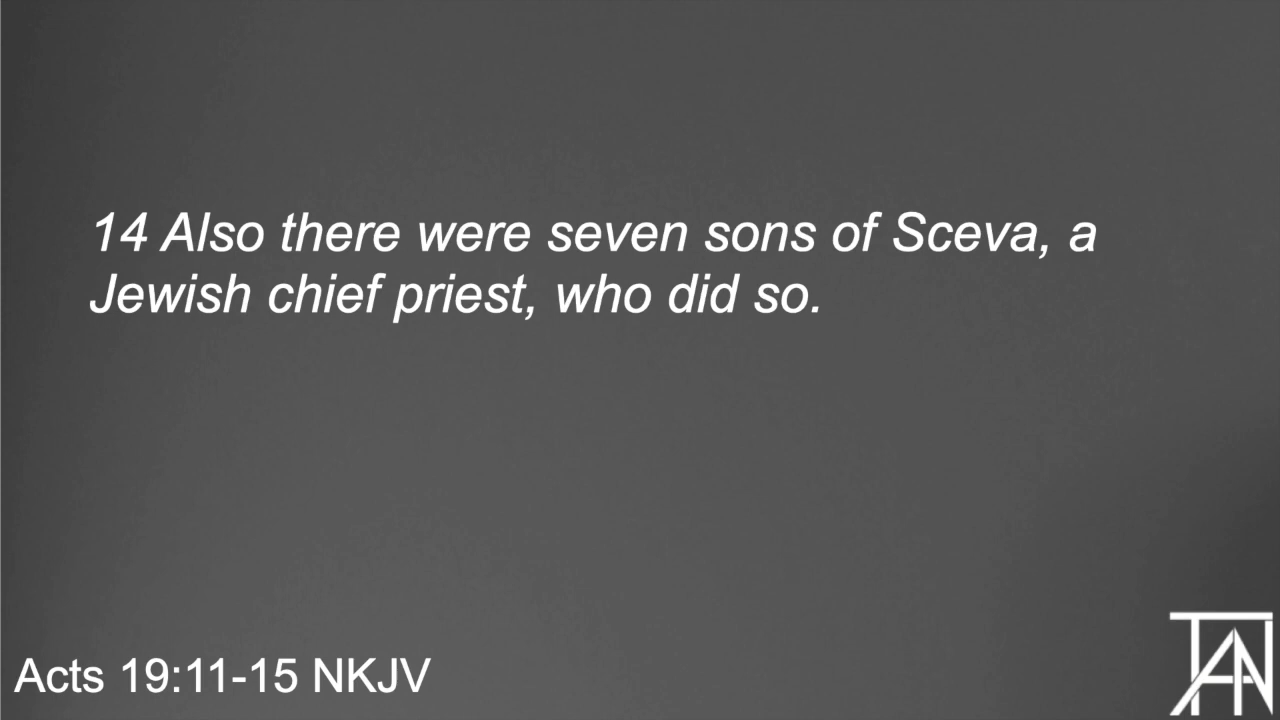 14 Also there were seven sons of Sceva, a
Jewish chief priest, who did so.
Acts 19:11-15 NKJV